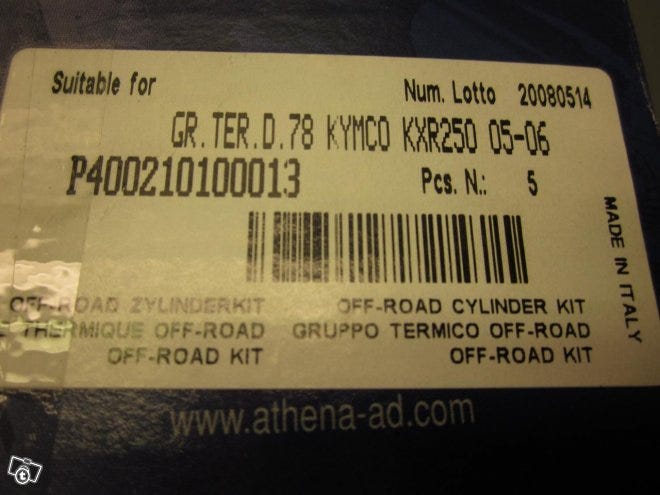 Suitable for
Num. Lotto 20080514
GR.TER.D.78 KYMCO KXR250 05-06
P400210100013
Pcs. N.: 5
MADE IN ITALY
OFF-ROAD ZYLINDERKIT
OFF-ROAD CYLINDER KIT
THERMIQUE OFF-ROAD
GRUPPO TERMICO OFF-ROAD
OFF-ROAD KIT
OFF-ROAD KIT
www.athena-ad.com